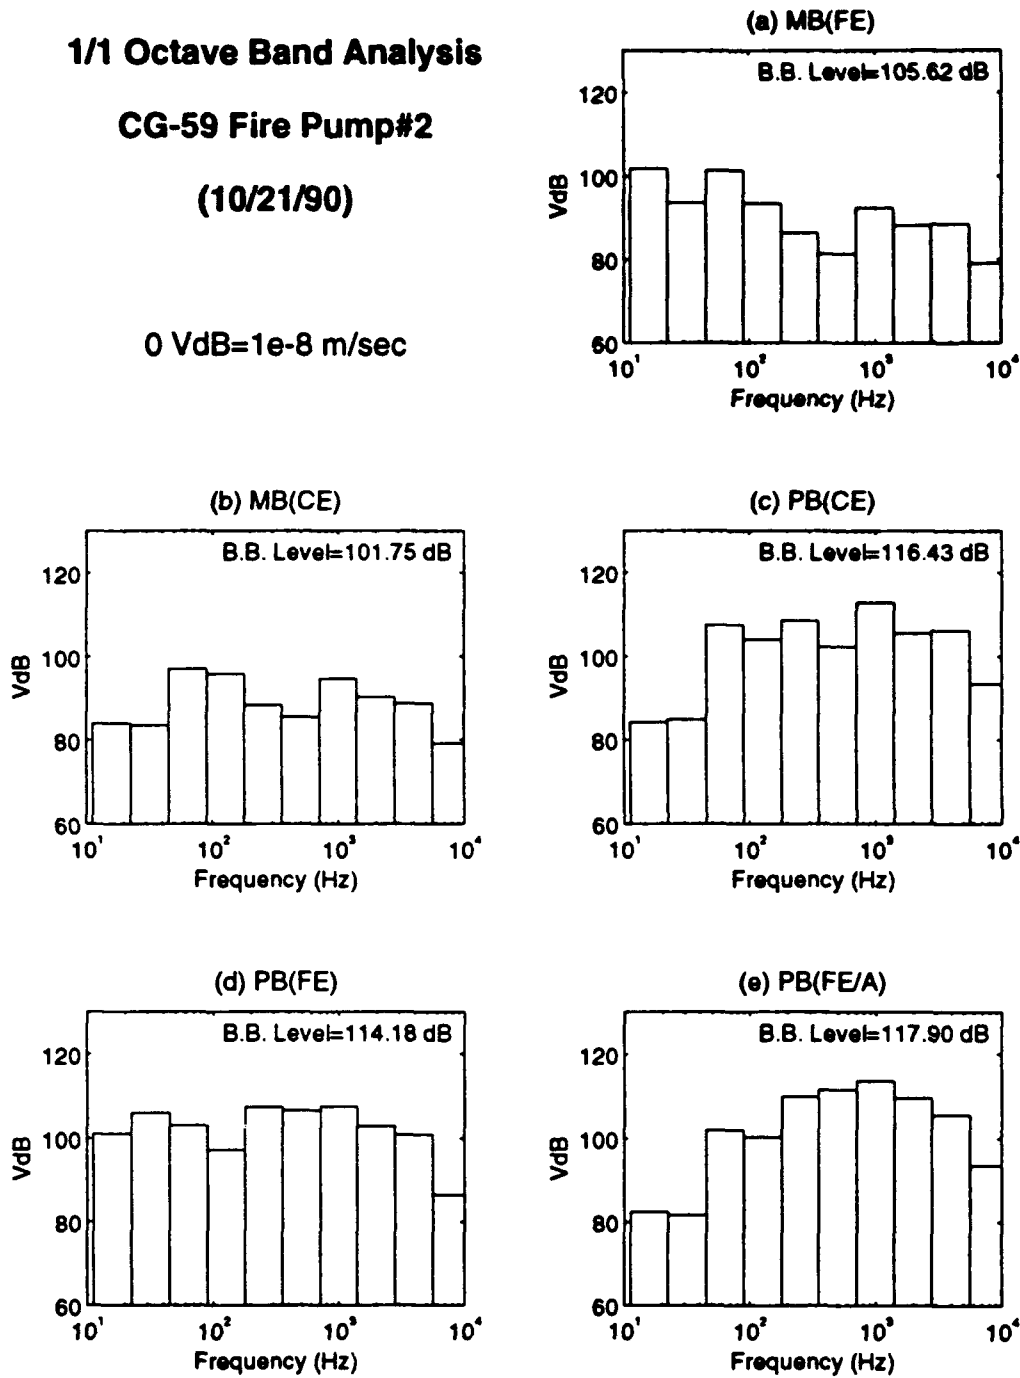 1/1 Octave Band Analysis
CG-59 Fire Pump#2
(10/21/90)
0 VdB=1e-8 m/sec
(a) MB(FE)
B.B. Level=105.62 dB
120
100
80
60
VdB
10¹ 10² 10³ 10⁴
Frequency (Hz)
(b) MB(CE)
B.B. Level=101.75 dB
120
100
80
60
VdB
10¹ 10² 10³ 10⁴
Frequency (Hz)
(c) PB(CE)
B.B. Level=116.43 dB
120
100
80
60
VdB
10¹ 10² 10³ 10⁴
Frequency (Hz)
(d) PB(FE)
B.B. Level=114.18 dB
120
100
80
60
VdB
10¹ 10² 10³ 10⁴
Frequency (Hz)
(e) PB(FE/A)
B.B. Level=117.90 dB
120
100
80
60
VdB
10¹ 10² 10³ 10⁴
Frequency (Hz)